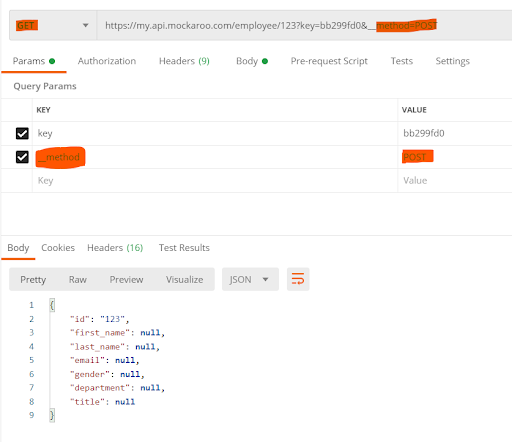 GET https://my.api.mockaroo.com/employee/123?key=bb299fd0&__method=POST
Params Authorization Headers (9) Body Pre-request Script Tests Settings
Query Params
KEY VALUE
key bb299fd0
__method POST
Key Value
Body Cookies Headers (16) Test Results
Pretty Raw Preview Visualize JSON
1 {
2 "id": "123",
3 "first_name": null,
4 "last_name": null,
5 "email": null,
6 "gender": null,
7 "department": null,
8 "title": null
9 }